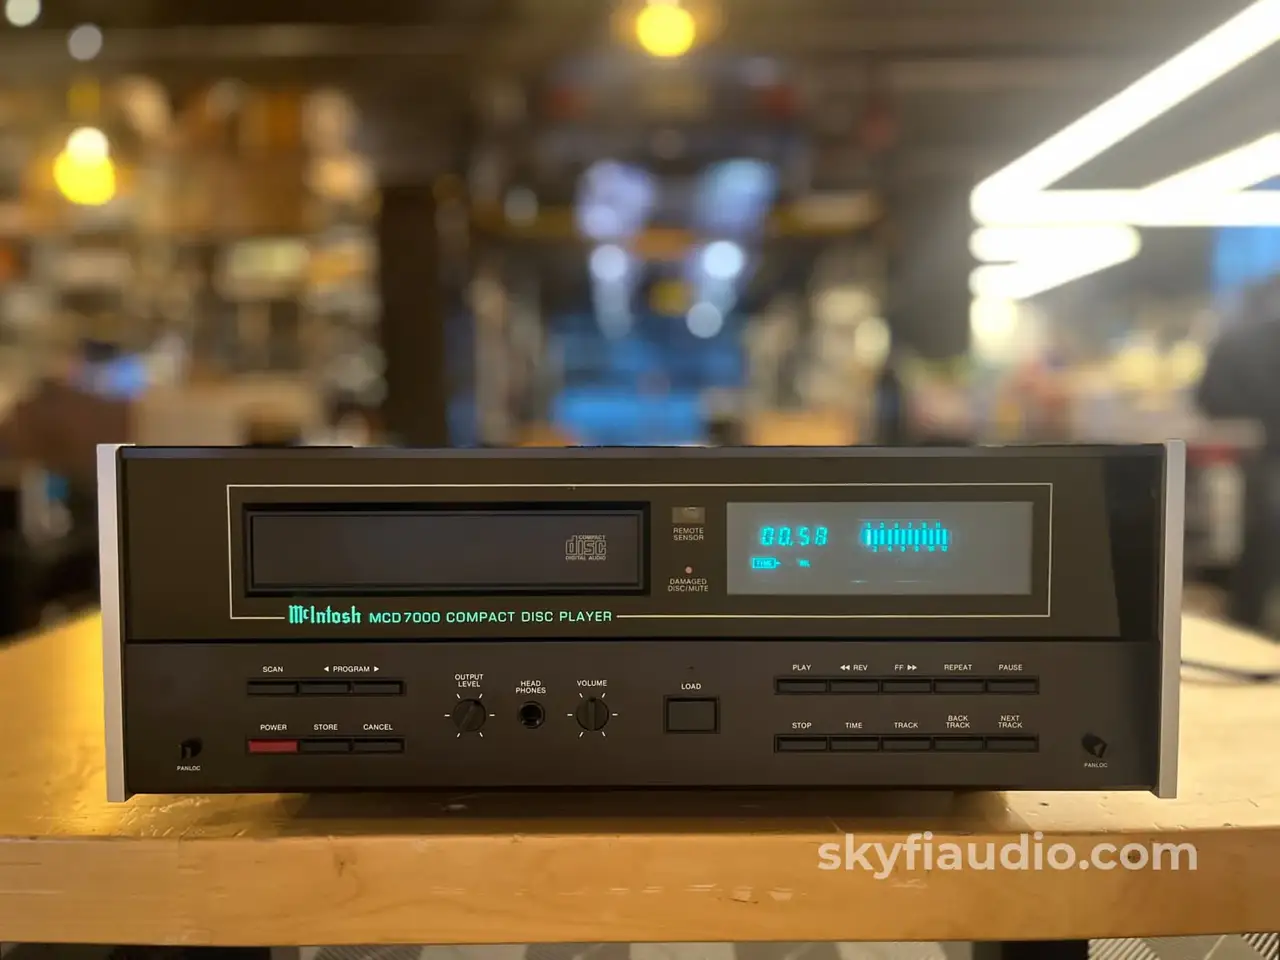 COMPACT
disc
DIGITAL AUDIO
REMOTE
SENSOR
DAMAGED
DISC/MUTE
00.58
TIME
McIntosh MCD7000 COMPACT DISC PLAYER
SCAN
◄ PROGRAM ►
POWER
STORE
CANCEL
OUTPUT
LEVEL
HEAD
PHONES
VOLUME
LOAD
PLAY
◄◄ REV
FF ►►
REPEAT
PAUSE
STOP
TIME
TRACK
BACK
TRACK
NEXT
TRACK
PANLOC
PANLOC
skyfiaudio.com